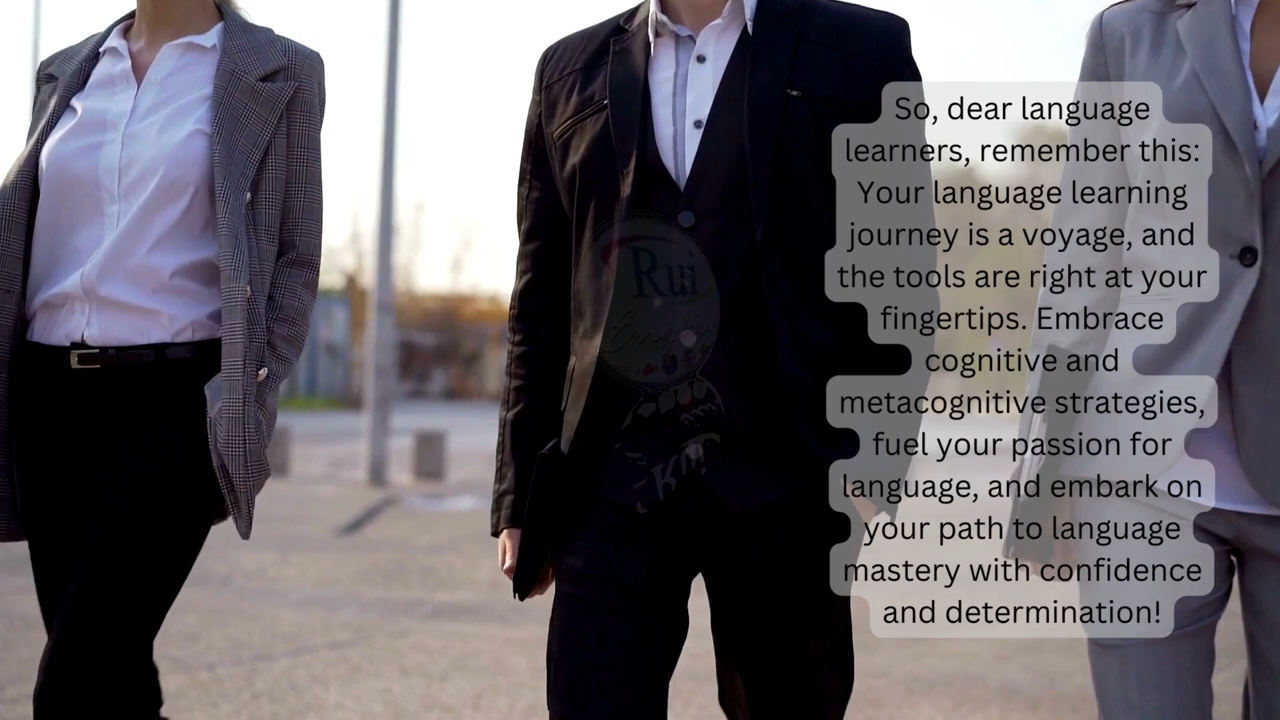 So, dear language
learners, remember this:
Your language learning
journey is a voyage, and
the tools are right at your
fingertips. Embrace
cognitive and
metacognitive strategies,
fuel your passion for
language, and embark on
your path to language
mastery with confidence
and determination!
Rui